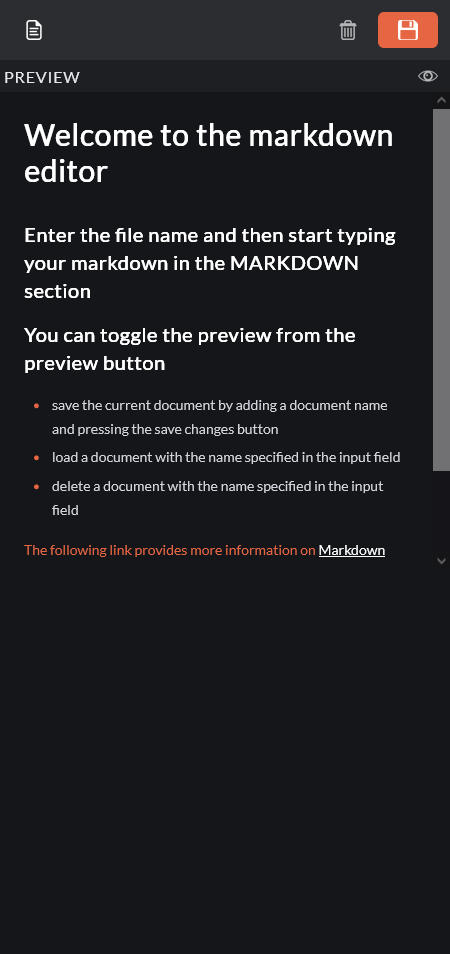 PREVIEW
Welcome to the markdown
editor
Enter the file name and then start typing
your markdown in the MARKDOWN
section
You can toggle the preview from the
preview button
save the current document by adding a document name
and pressing the save changes button
load a document with the name specified in the input field
delete a document with the name specified in the input
field
The following link provides more information on Markdown